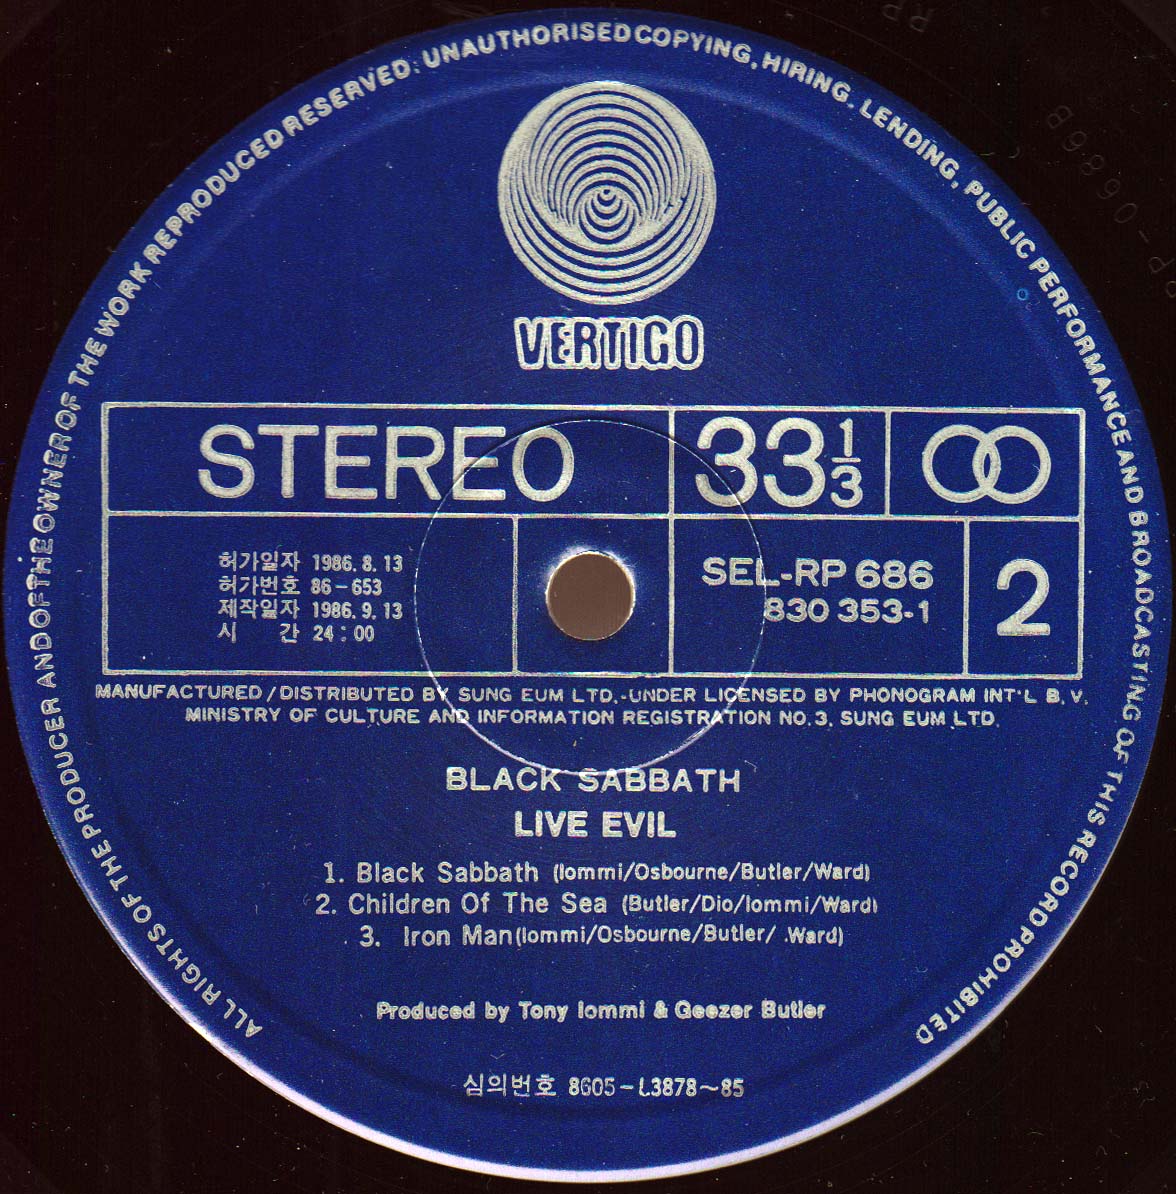 ALL RIGHTS OF THE PRODUCER AND OF THE OWNER OF THE WORK REPRODUCED RESERVED: UNAUTHORISED COPYING, HIRING, LENDING, PUBLIC PERFORMANCE AND BROADCASTING OF THIS RECORD PROHIBITED
VERTIGO
STEREO
33 1/3
허가일자 1986. 8. 13
허가번호 86-653
제작일자 1986. 9. 13
시 간 24 : 00
SEL-RP 686
830 353-1
2
MANUFACTURED / DISTRIBUTED BY SUNG EUM LTD,-UNDER LICENSED BY PHONOGRAM INT'L B. V.
MINISTRY OF CULTURE AND INFORMATION REGISTRATION NO. 3, SUNG EUM LTD.
BLACK SABBATH
LIVE EVIL
1. Black Sabbath (Iommi/Osbourne/Butler/Ward)
2. Children Of The Sea (Butler/Dio/Iommi/Ward)
3. Iron Man(Iommi/Osbourne/Butler/ .Ward)
Produced by Tony Iommi & Geezer Butler
심의번호 8605-L3878~85